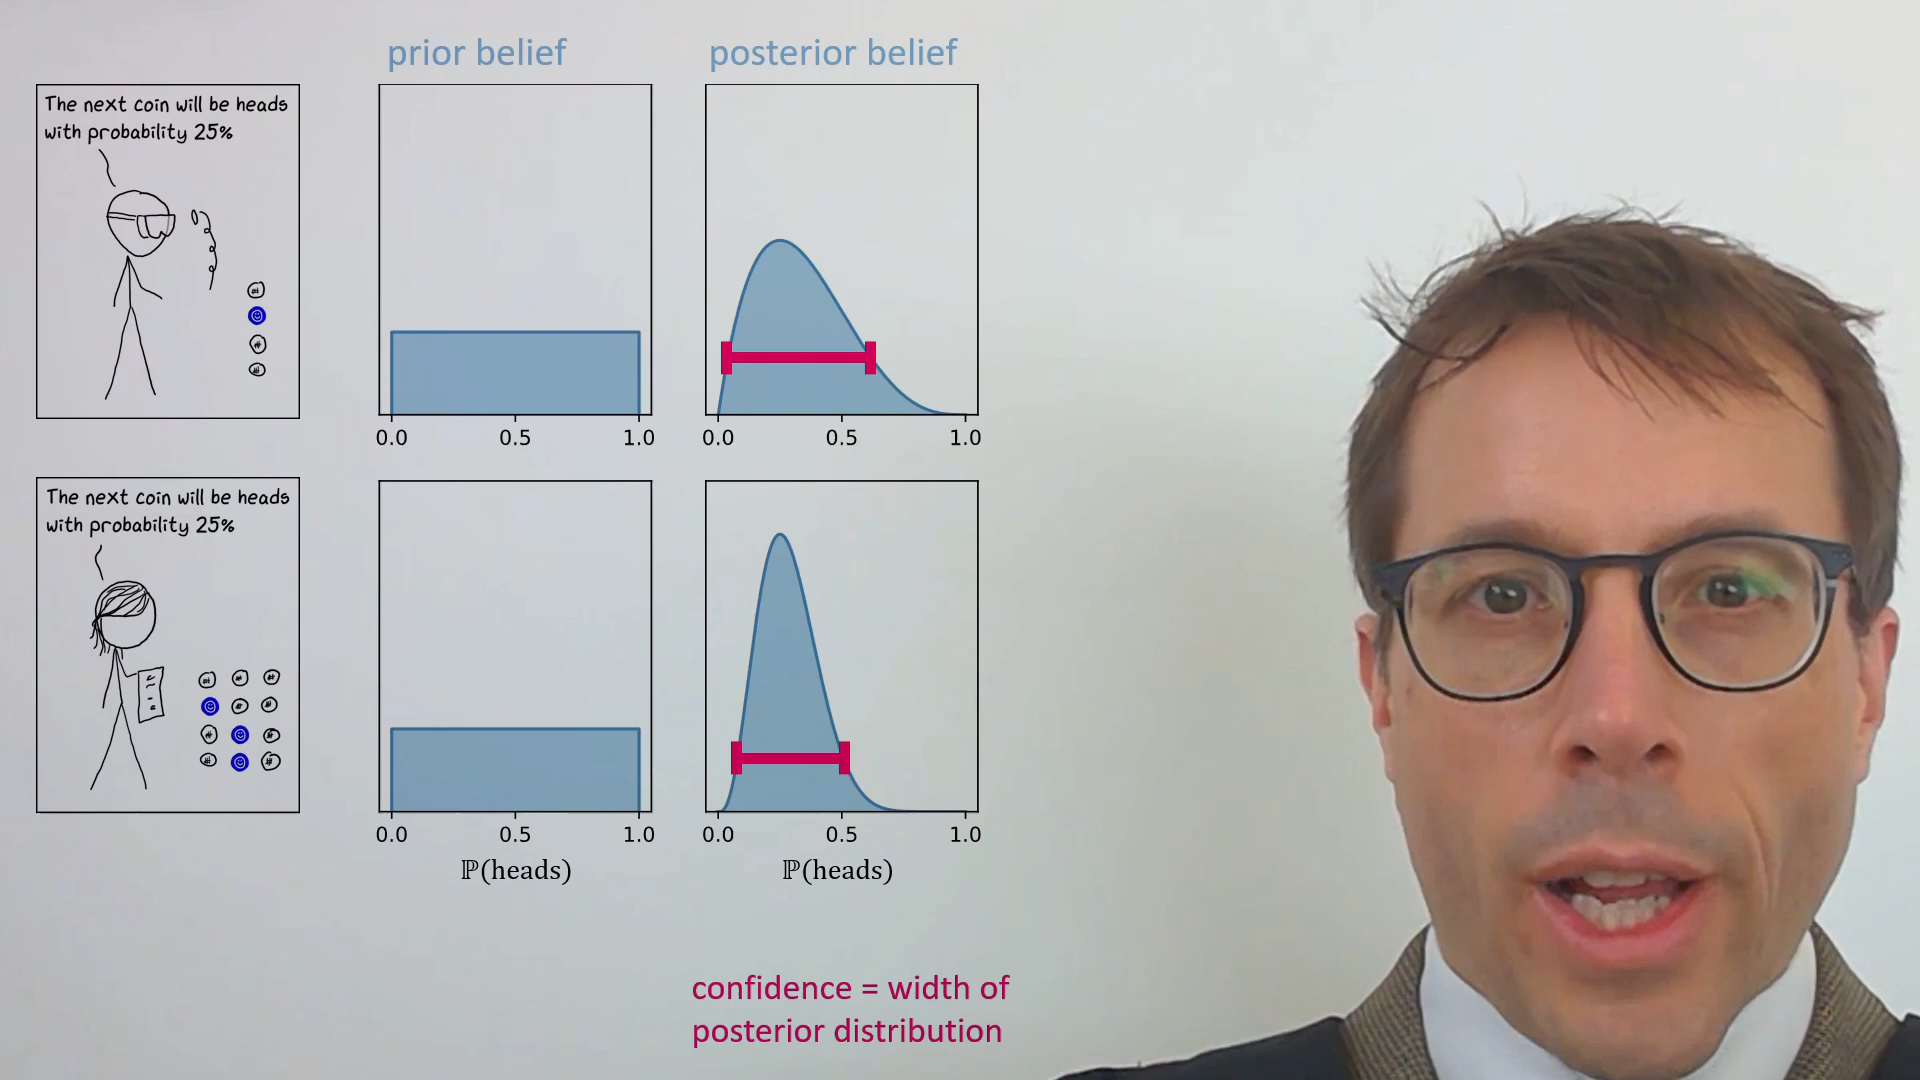 prior belief
posterior belief
The next coin will be heads
with probability 25%
0.0 0.5 1.0
0.0 0.5 1.0
The next coin will be heads
with probability 25%
0.0 0.5 1.0
0.0 0.5 1.0
ℙ(heads)
ℙ(heads)
confidence = width of
posterior distribution